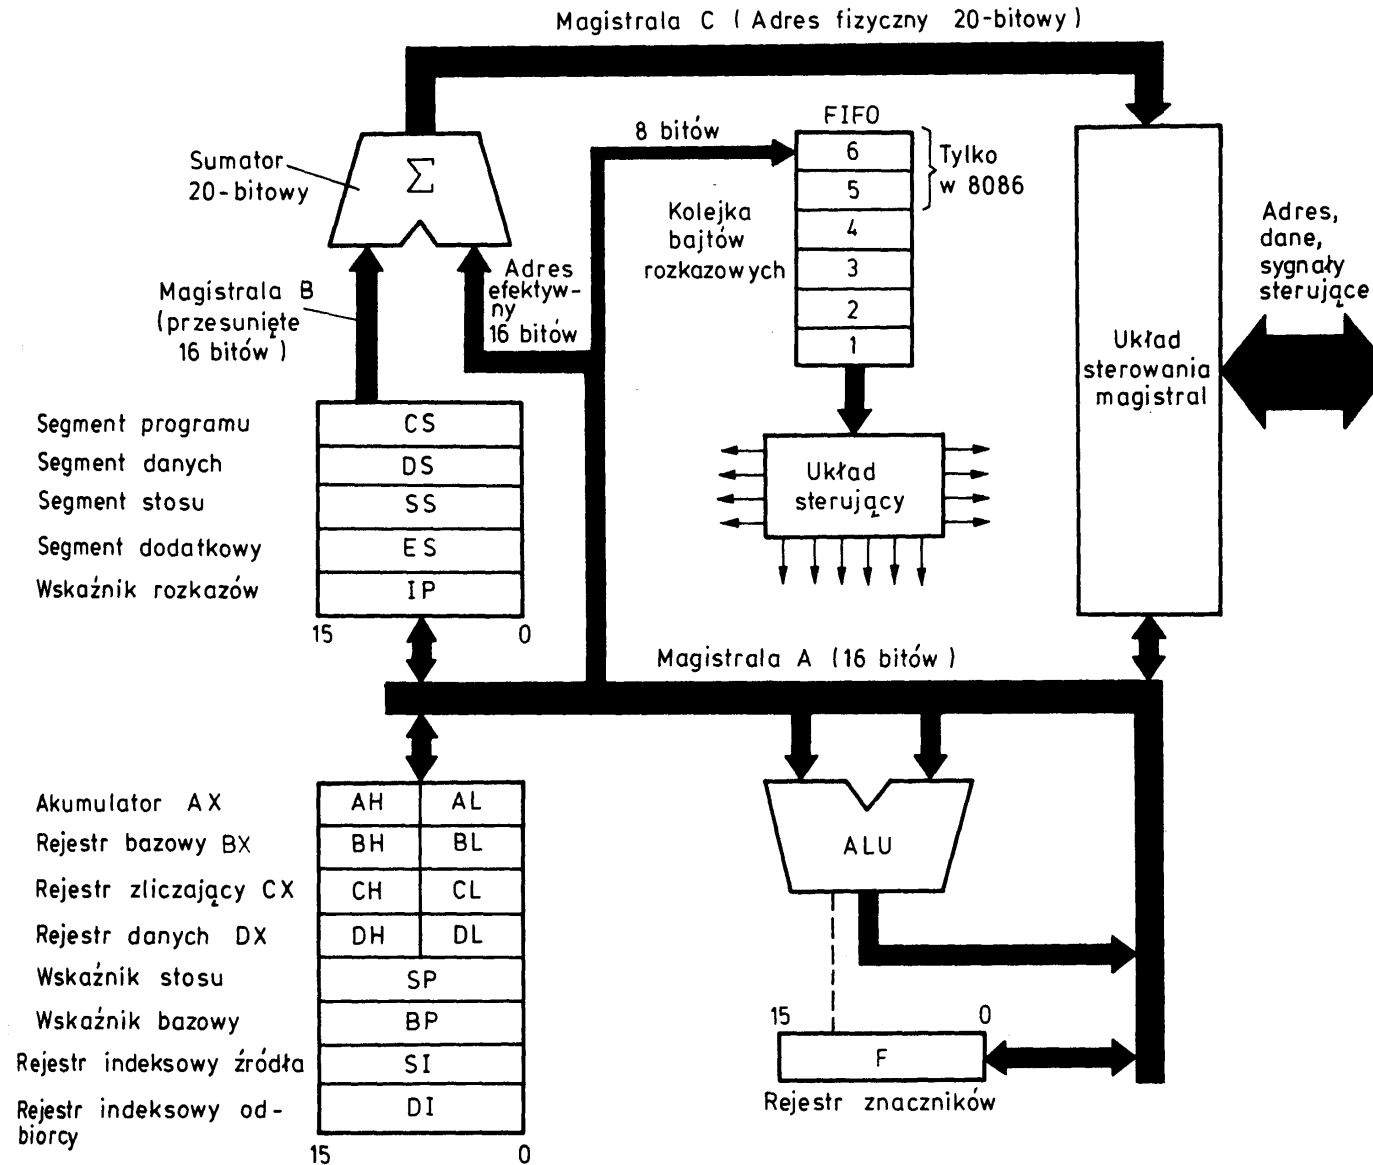 Magistrala C (Adres fizyczny 20-bitowy)
FIFO
8 bitów
6
5
4
3
2
1
Tylko
w 8086
Σ
Sumator
20-bitowy
Kolejka
bajtów
rozkazowych
Adres,
dane,
sygnały
sterujące
Adres
efektyw-
ny
16 bitów
Magistrala B
(przesunięte
16 bitów)
Układ
sterowania
magistral
Segment programu
CS
Segment danych
DS
Segment stosu
SS
Segment dodatkowy
ES
Wskaźnik rozkazów
IP
15
0
Układ
sterujący
Magistrala A (16 bitów)
Akumulator AX
AH
AL
Rejestr bazowy BX
BH
BL
Rejestr zliczający CX
CH
CL
Rejestr danych DX
DH
DL
Wskaźnik stosu
SP
Wskaźnik bazowy
BP
Rejestr indeksowy źródła
SI
Rejestr indeksowy od-
biorcy
DI
15
0
ALU
15
0
F
Rejestr znaczników